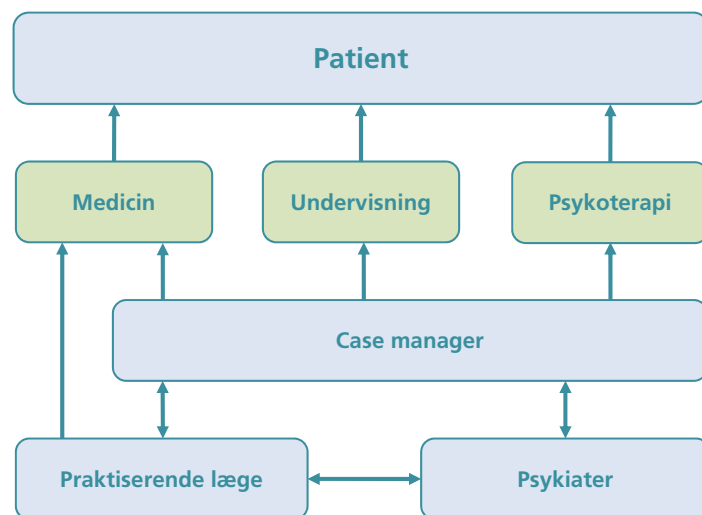 Patient
Medicin
Undervisning
Psykoterapi
Case manager
Praktiserende læge
Psykiater